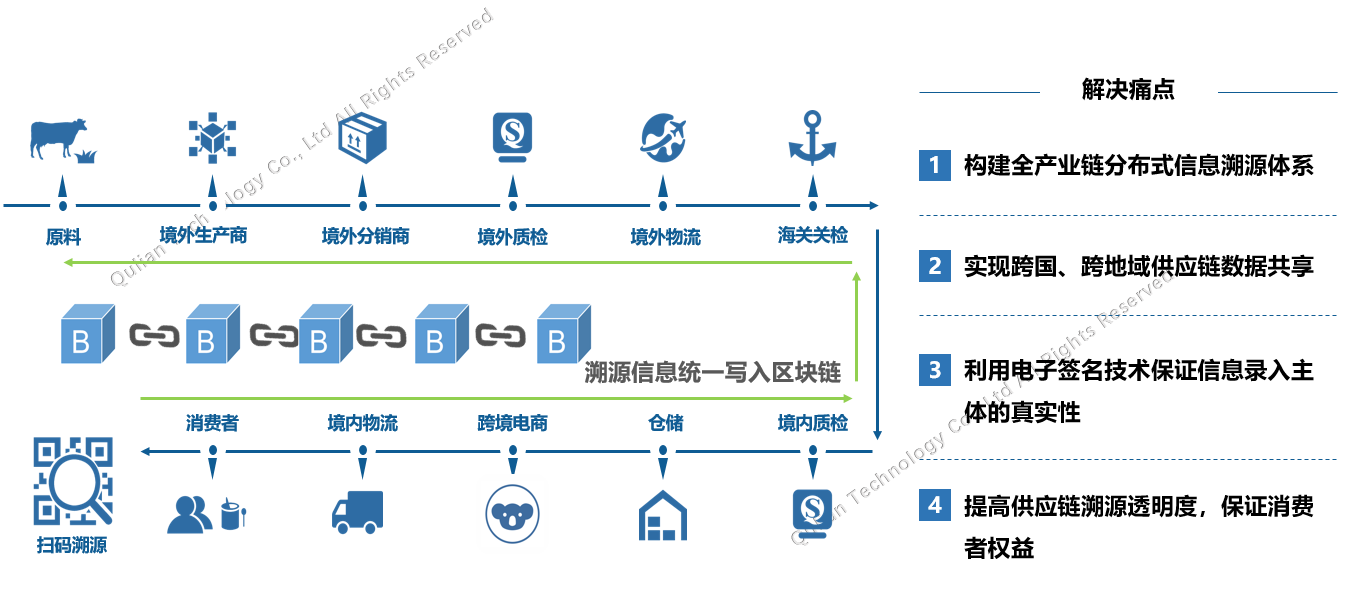 解决痛点
原料
境外生产商
境外分销商
境外质检
境外物流
海关关检
B
B
B
B
B
溯源信息统一写入区块链
消费者
境内物流
跨境电商
仓储
境内质检
扫码溯源
S
S
1 构建全产业链分布式信息溯源体系
2 实现跨国、跨地域供应链数据共享
3 利用电子签名技术保证信息录入主
体的真实性
4 提高供应链溯源透明度，保证消费
者权益
Qulian Technology Co., Ltd All Rights Reserved
Qulian Technology Co., Ltd All Rights Reserved